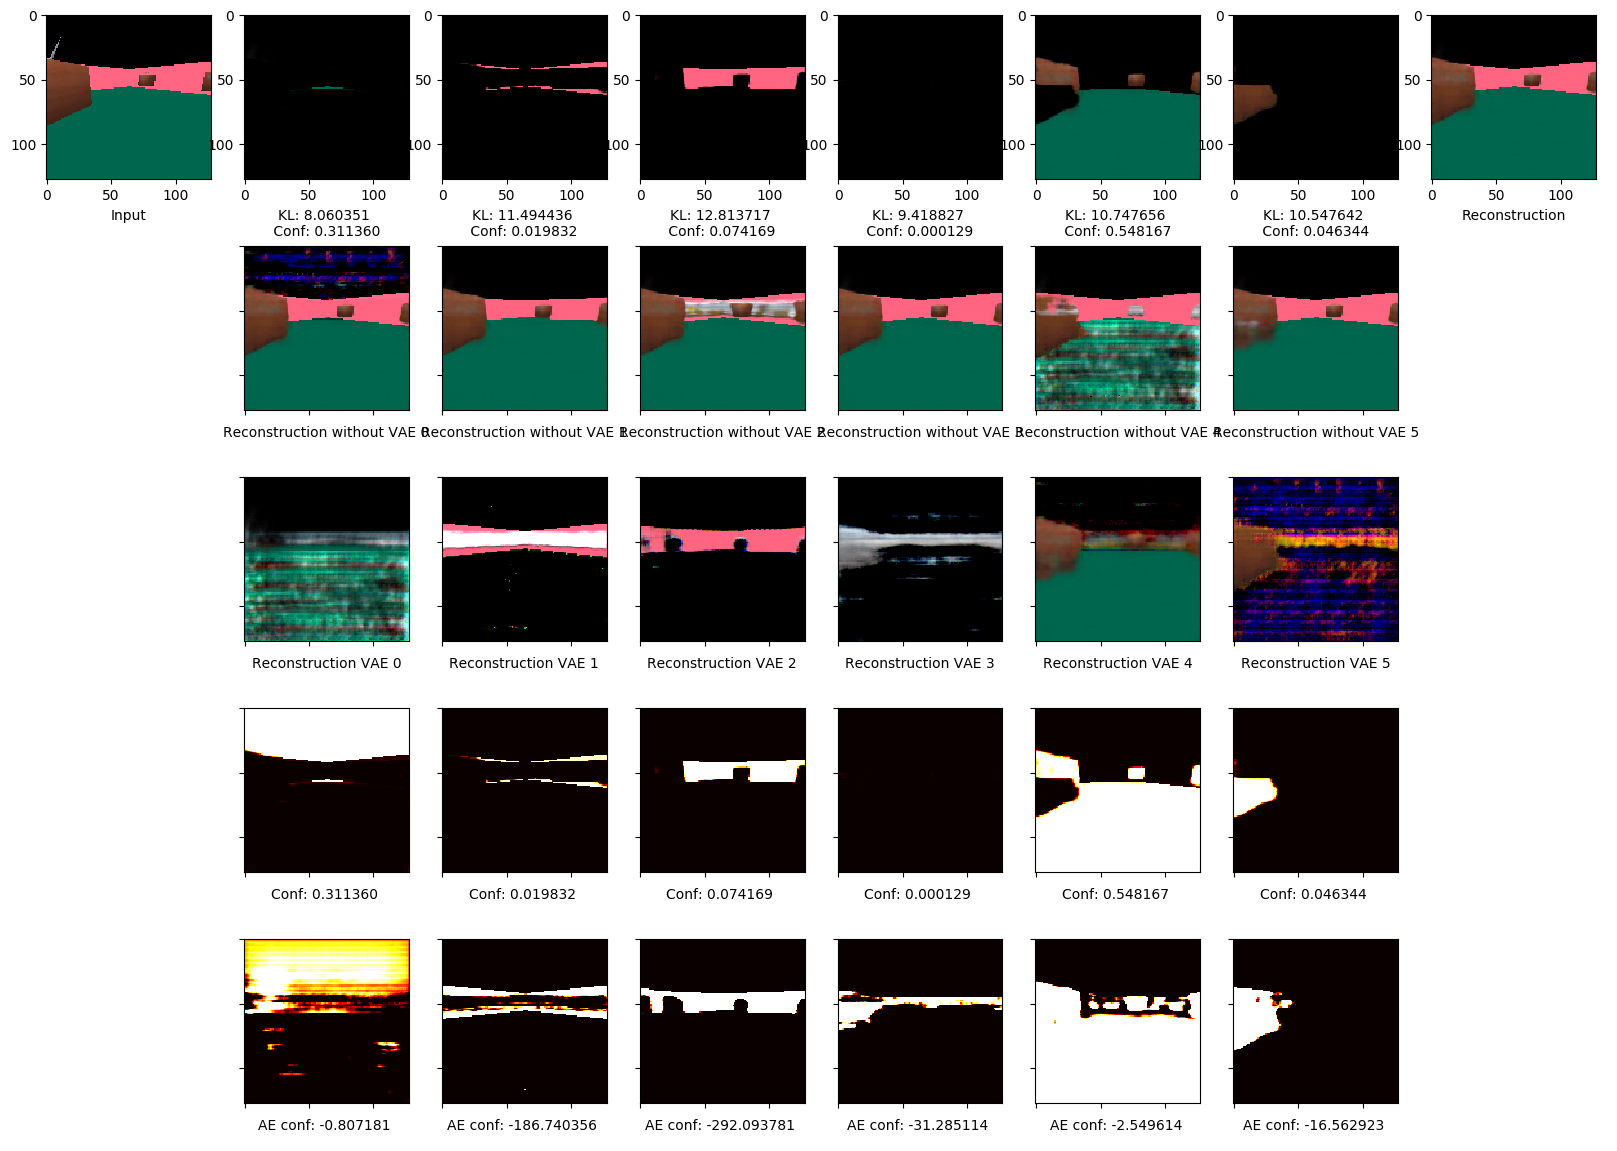 0
50
100
0 50 100
Input
0
50
100
0 50 100
KL: 8.060351
Conf: 0.311360
0
50
100
0 50 100
KL: 11.494436
Conf: 0.019832
0
50
100
0 50 100
KL: 12.813717
Conf: 0.074169
0
50
100
0 50 100
KL: 9.418827
Conf: 0.000129
0
50
100
0 50 100
KL: 10.747656
Conf: 0.548167
0
50
100
0 50 100
KL: 10.547642
Conf: 0.046344
0
50
100
0 50 100
Reconstruction
Reconstruction without VAE 0
Reconstruction without VAE 1
Reconstruction without VAE 2
Reconstruction without VAE 3
Reconstruction without VAE 4
Reconstruction without VAE 5
Reconstruction VAE 0
Reconstruction VAE 1
Reconstruction VAE 2
Reconstruction VAE 3
Reconstruction VAE 4
Reconstruction VAE 5
Conf: 0.311360
Conf: 0.019832
Conf: 0.074169
Conf: 0.000129
Conf: 0.548167
Conf: 0.046344
AE conf: -0.807181
AE conf: -186.740356
AE conf: -292.093781
AE conf: -31.285114
AE conf: -2.549614
AE conf: -16.562923